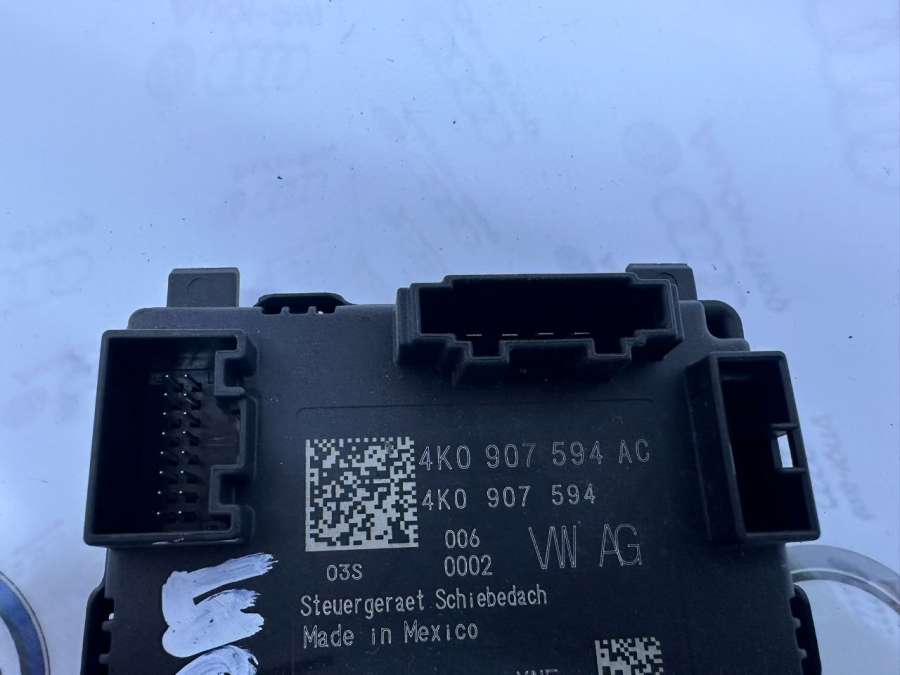 4K0 907 594 AC
4K0 907 594
006
0002
VW AG
03S
Steuergeraet Schiebedach
Made in Mexico